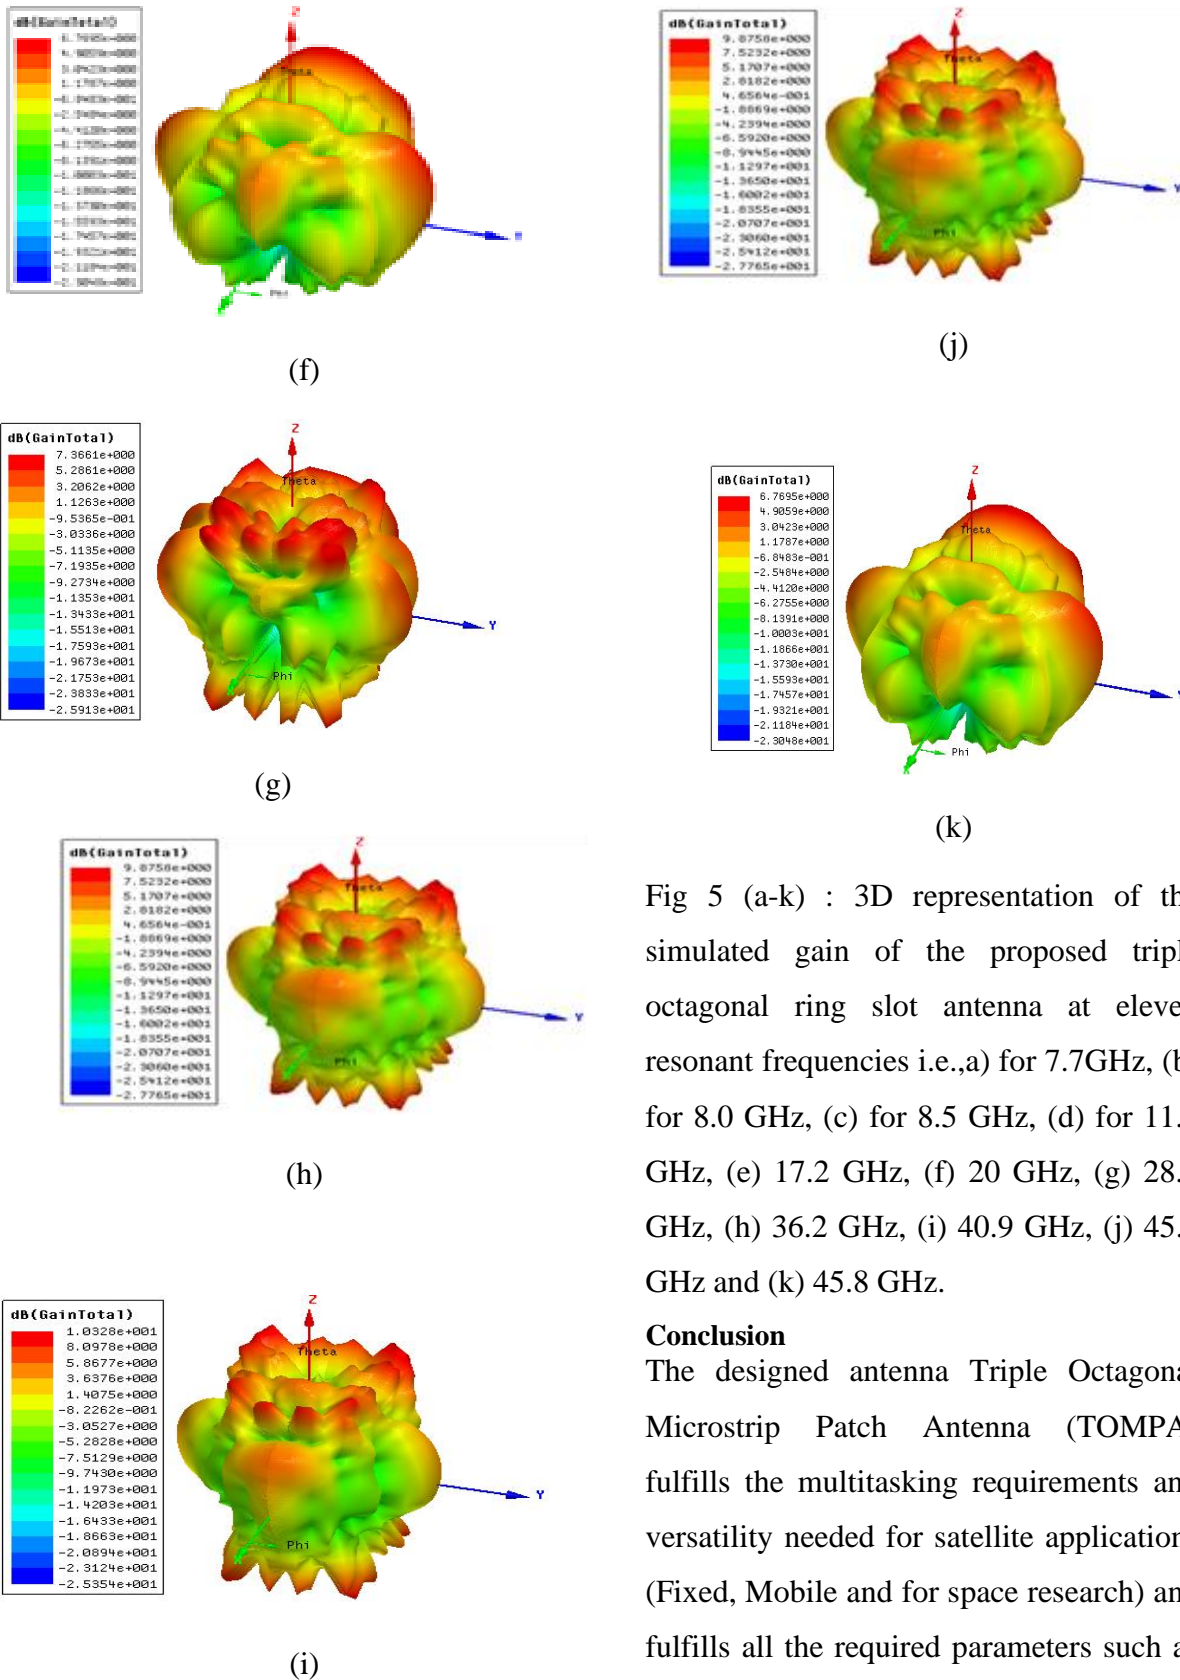 dB(GainTotal)
Theta
Z
Phi
(f)
dB(GainTotal)
7.3661e+000
5.2861e+000
3.2062e+000
1.1263e+000
-9.5365e-001
-3.0336e+000
-5.1135e+000
-7.1935e+000
-9.2734e+000
-1.1353e+001
-1.3433e+001
-1.5513e+001
-1.7593e+001
-1.9673e+001
-2.1753e+001
-2.3833e+001
-2.5913e+001
Z
Theta
Y
Phi
(g)
dB(GainTotal)
9.8758e+000
7.5232e+000
5.1707e+000
2.8182e+000
4.6564e-001
-1.8869e+000
-4.2394e+000
-6.5920e+000
-8.9445e+000
-1.1297e+001
-1.3650e+001
-1.6002e+001
-1.8355e+001
-2.0707e+001
-2.3060e+001
-2.5412e+001
-2.7765e+001
Z
Theta
Y
Phi
(h)
dB(GainTotal)
1.0328e+001
8.0978e+000
5.8677e+000
3.6376e+000
1.4075e+000
-8.2262e-001
-3.0527e+000
-5.2828e+000
-7.5129e+000
-9.7430e+000
-1.1973e+001
-1.4203e+001
-1.6433e+001
-1.8663e+001
-2.0894e+001
-2.3124e+001
-2.5354e+001
Z
Theta
Y
Phi
(i)
dB(GainTotal)
9.8758e+000
7.5232e+000
5.1707e+000
2.8182e+000
4.6564e-001
-1.8869e+000
-4.2394e+000
-6.5920e+000
-8.9445e+000
-1.1297e+001
-1.3650e+001
-1.6002e+001
-1.8355e+001
-2.0707e+001
-2.3060e+001
-2.5412e+001
-2.7765e+001
Z
Theta
Y
Phi
(j)
dB(GainTotal)
6.7695e+000
4.9059e+000
3.0423e+000
1.1787e+000
-6.8483e-001
-2.5484e+000
-4.4120e+000
-6.2755e+000
-8.1391e+000
-1.0003e+001
-1.1866e+001
-1.3730e+001
-1.5593e+001
-1.7457e+001
-1.9321e+001
-2.1184e+001
-2.3048e+001
Z
Theta
X
Phi
(k)
Fig 5 (a-k) : 3D representation of th
simulated gain of the proposed tripl
octagonal ring slot antenna at eleve
resonant frequencies i.e.,a) for 7.7GHz, (b
for 8.0 GHz, (c) for 8.5 GHz, (d) for 11.
GHz, (e) 17.2 GHz, (f) 20 GHz, (g) 28.
GHz, (h) 36.2 GHz, (i) 40.9 GHz, (j) 45.
GHz and (k) 45.8 GHz.
Conclusion
The designed antenna Triple Octagona
Microstrip Patch Antenna (TOMPA
fulfills the multitasking requirements an
versatility needed for satellite application
(Fixed, Mobile and for space research) an
fulfills all the required parameters such a